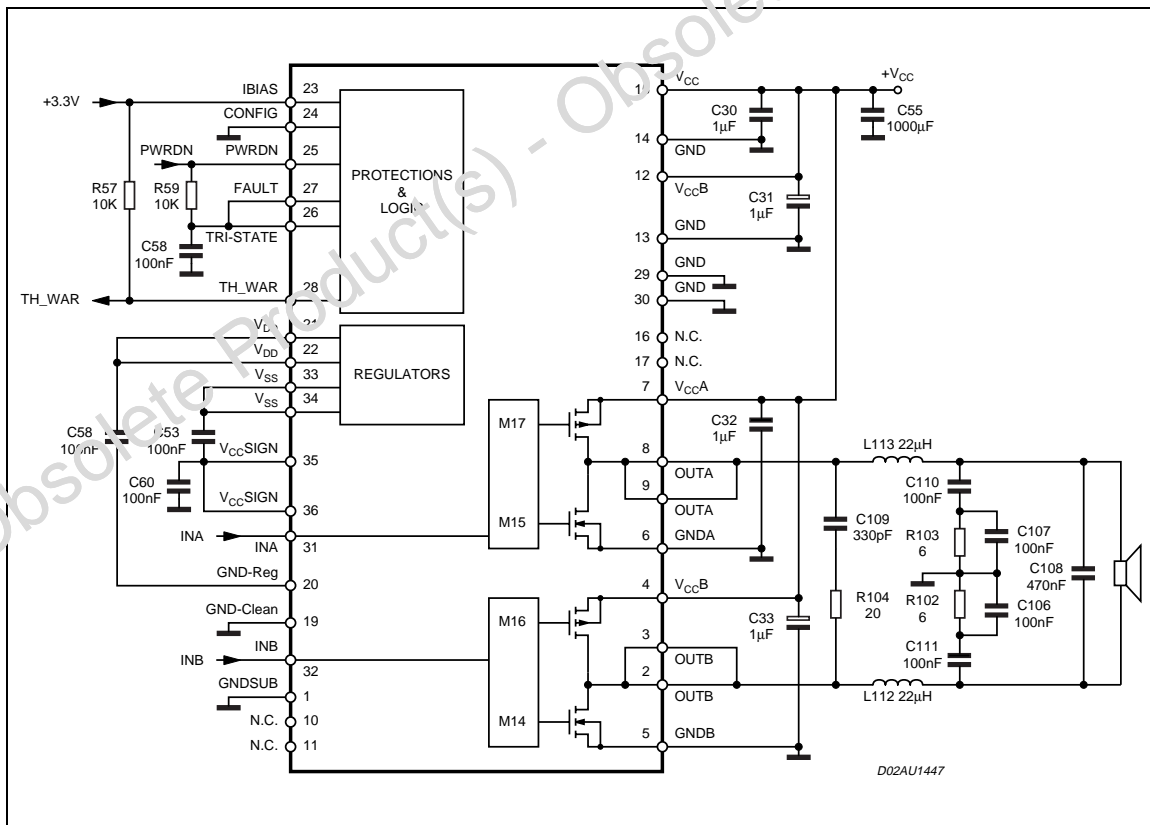 Obsolete Product(s) - Obsolete
IBIAS
23
+3.3V
CONFIG
24
PWRDN
PWRDN
25
FAULT
27
26
TRI-STATE
R57
10K
R59
10K
C58
100nF
TH_WAR
TH_WAR
28
PROTECTIONS
&
LOGIC
22
VDD
33
VSS
34
VSS
REGULATORS
C58
100nF
C53
100nF
VCCSIGN
35
C60
100nF
VCCSIGN
36
INA
INA
31
GND-Reg
20
GND-Clean
19
INB
INB
32
GNDSUB
1
N.C.
10
N.C.
11
M17
M15
M16
M14
VCC
+VCC
C30
1µF
C55
1000µF
14
GND
12
VCCB
C31
1µF
13
GND
29
GND
GND
30
16
N.C.
17
N.C.
7
VCCA
C32
1µF
8
OUTA
9
OUTA
6
GNDA
4
VCCB
C33
1µF
3
OUTB
2
OUTB
5
GNDB
L113 22µH
C110
100nF
C109
330pF
R103
6
C107
100nF
C108
470nF
R104
20
R102
6
C106
100nF
C111
100nF
L112 22µH
D02AU1447
Obsolete Product(s)